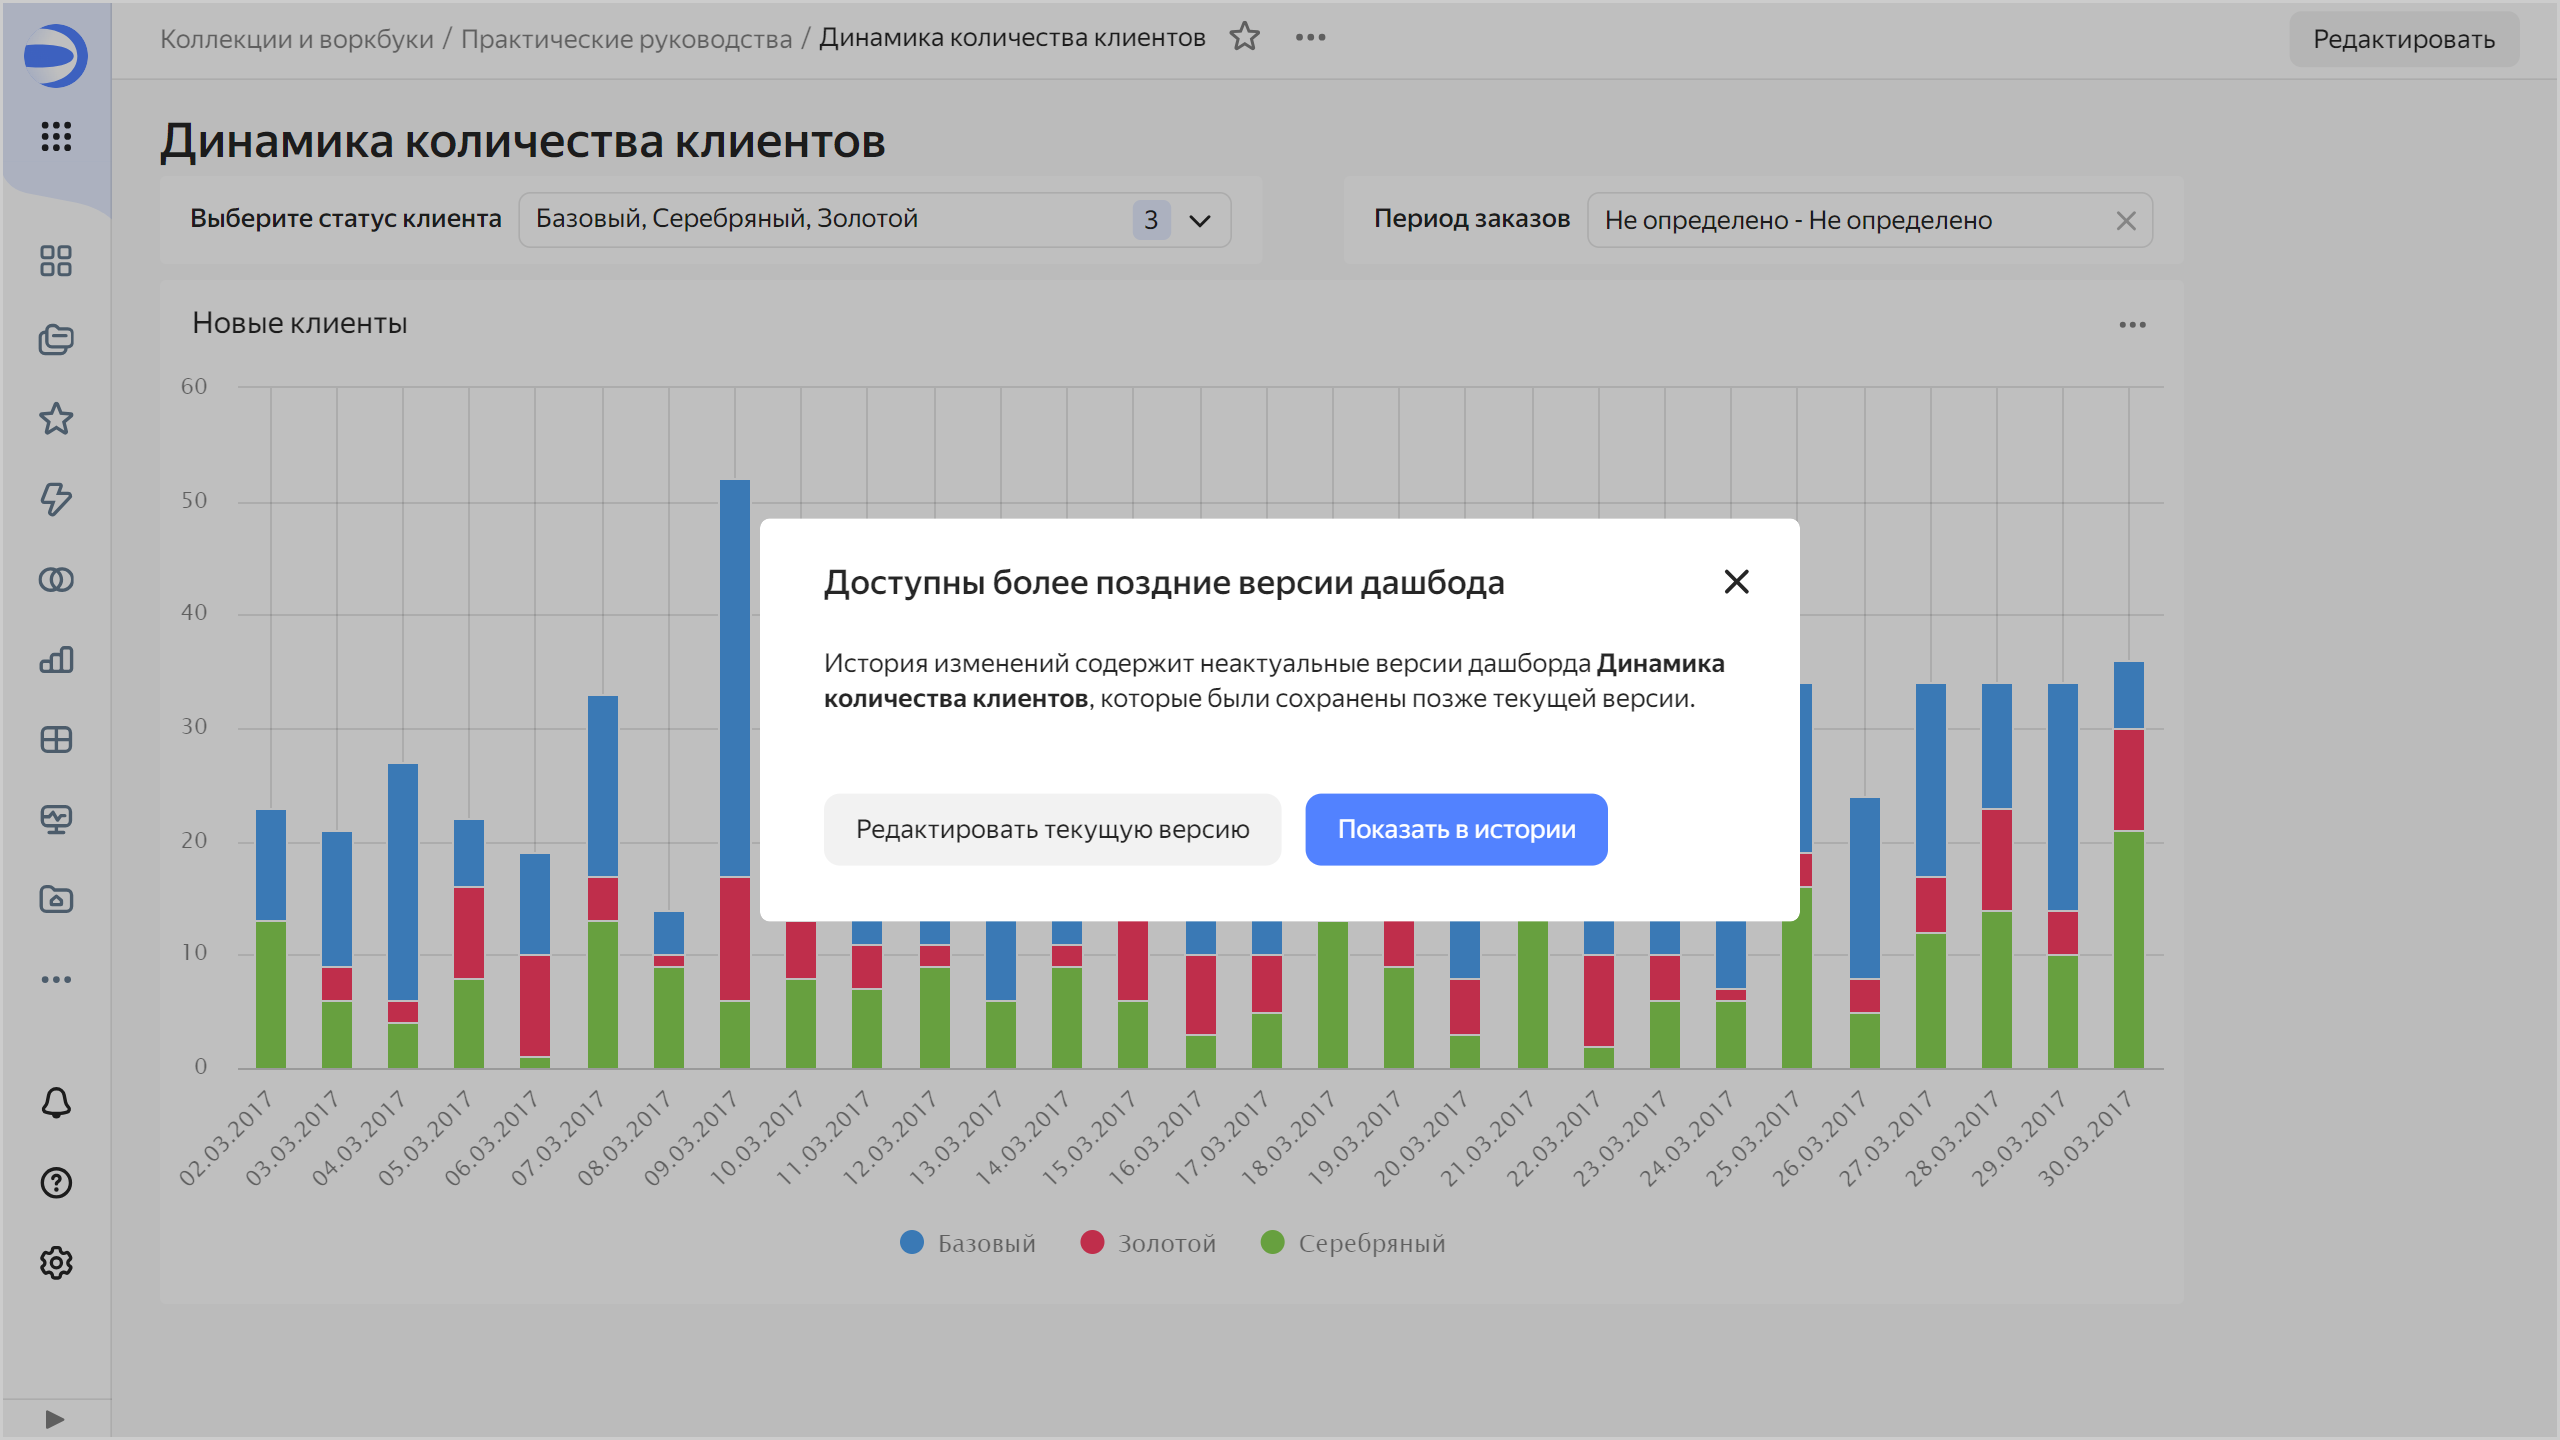 Коллекции и воркбуки / Практические руководства / Динамика количества клиентов
Редактировать
Динамика количества клиентов
Выберите статус клиента
Базовый, Серебряный, Золотой
3
Период заказов
Не определено - Не определено
Новые клиенты
60
50
40
30
20
10
0
Доступны более поздние версии дашбода
История изменений содержит неактуальные версии дашборда Динамика
количества клиентов, которые были сохранены позже текущей версии.
Редактировать текущую версию
Показать в истории
02.03.2017
03.03.2017
04.03.2017
05.03.2017
06.03.2017
07.03.2017
08.03.2017
09.03.2017
10.03.2017
11.03.2017
12.03.2017
13.03.2017
14.03.2017
15.03.2017
16.03.2017
17.03.2017
18.03.2017
19.03.2017
20.03.2017
21.03.2017
22.03.2017
23.03.2017
24.03.2017
25.03.2017
26.03.2017
27.03.2017
28.03.2017
29.03.2017
30.03.2017
Базовый
Золотой
Серебряный